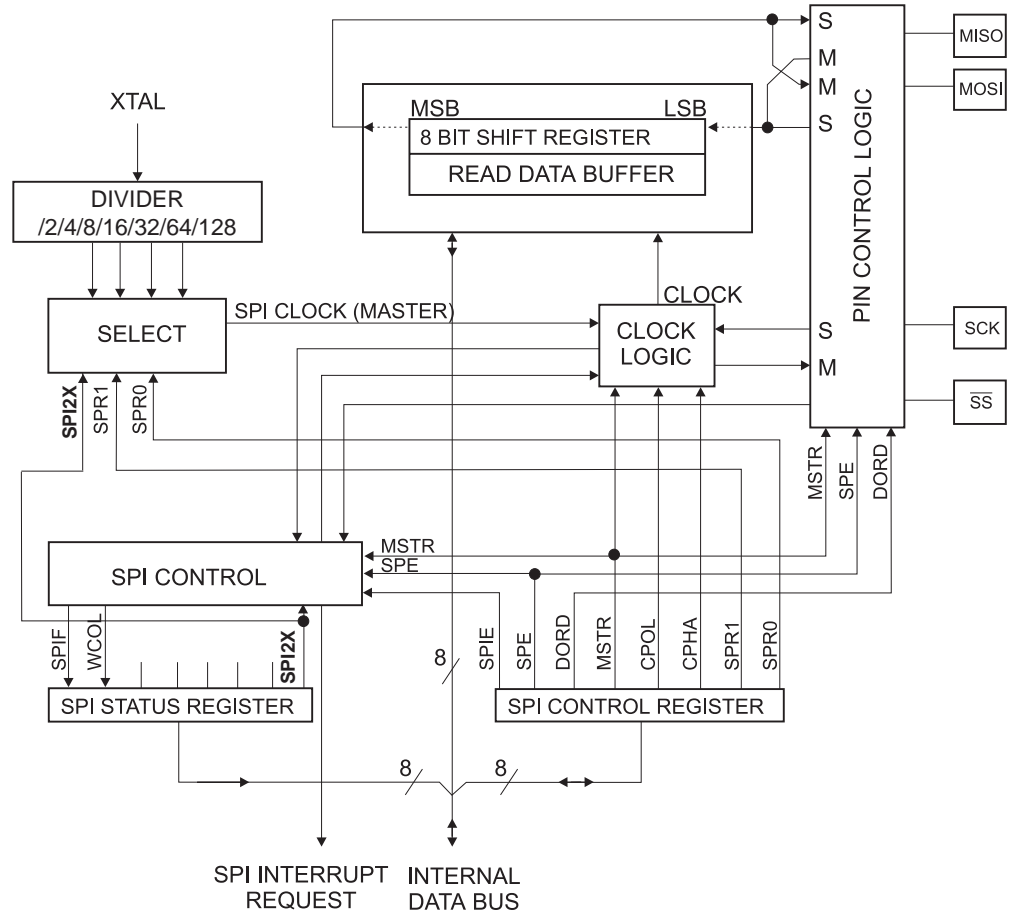 S
MISO
M
XTAL
MSB
LSB
M
MOSI
8 BIT SHIFT REGISTER
S
READ DATA BUFFER
PIN CONTROL LOGIC
DIVIDER
/2/4/8/16/32/64/128
SPI CLOCK (MASTER)
CLOCK
SELECT
CLOCK
LOGIC
S
SCK
M
SPI2X
SPR1
SPR0
SS
MSTR
SPE
DORD
MSTR
SPE
SPI CONTROL
SPIF
WCOL
SPI2X
8
SPIE
SPE
DORD
MSTR
CPOL
CPHA
SPR1
SPR0
SPI STATUS REGISTER
SPI CONTROL REGISTER
8
8
SPI INTERRUPT
REQUEST
INTERNAL
DATA BUS